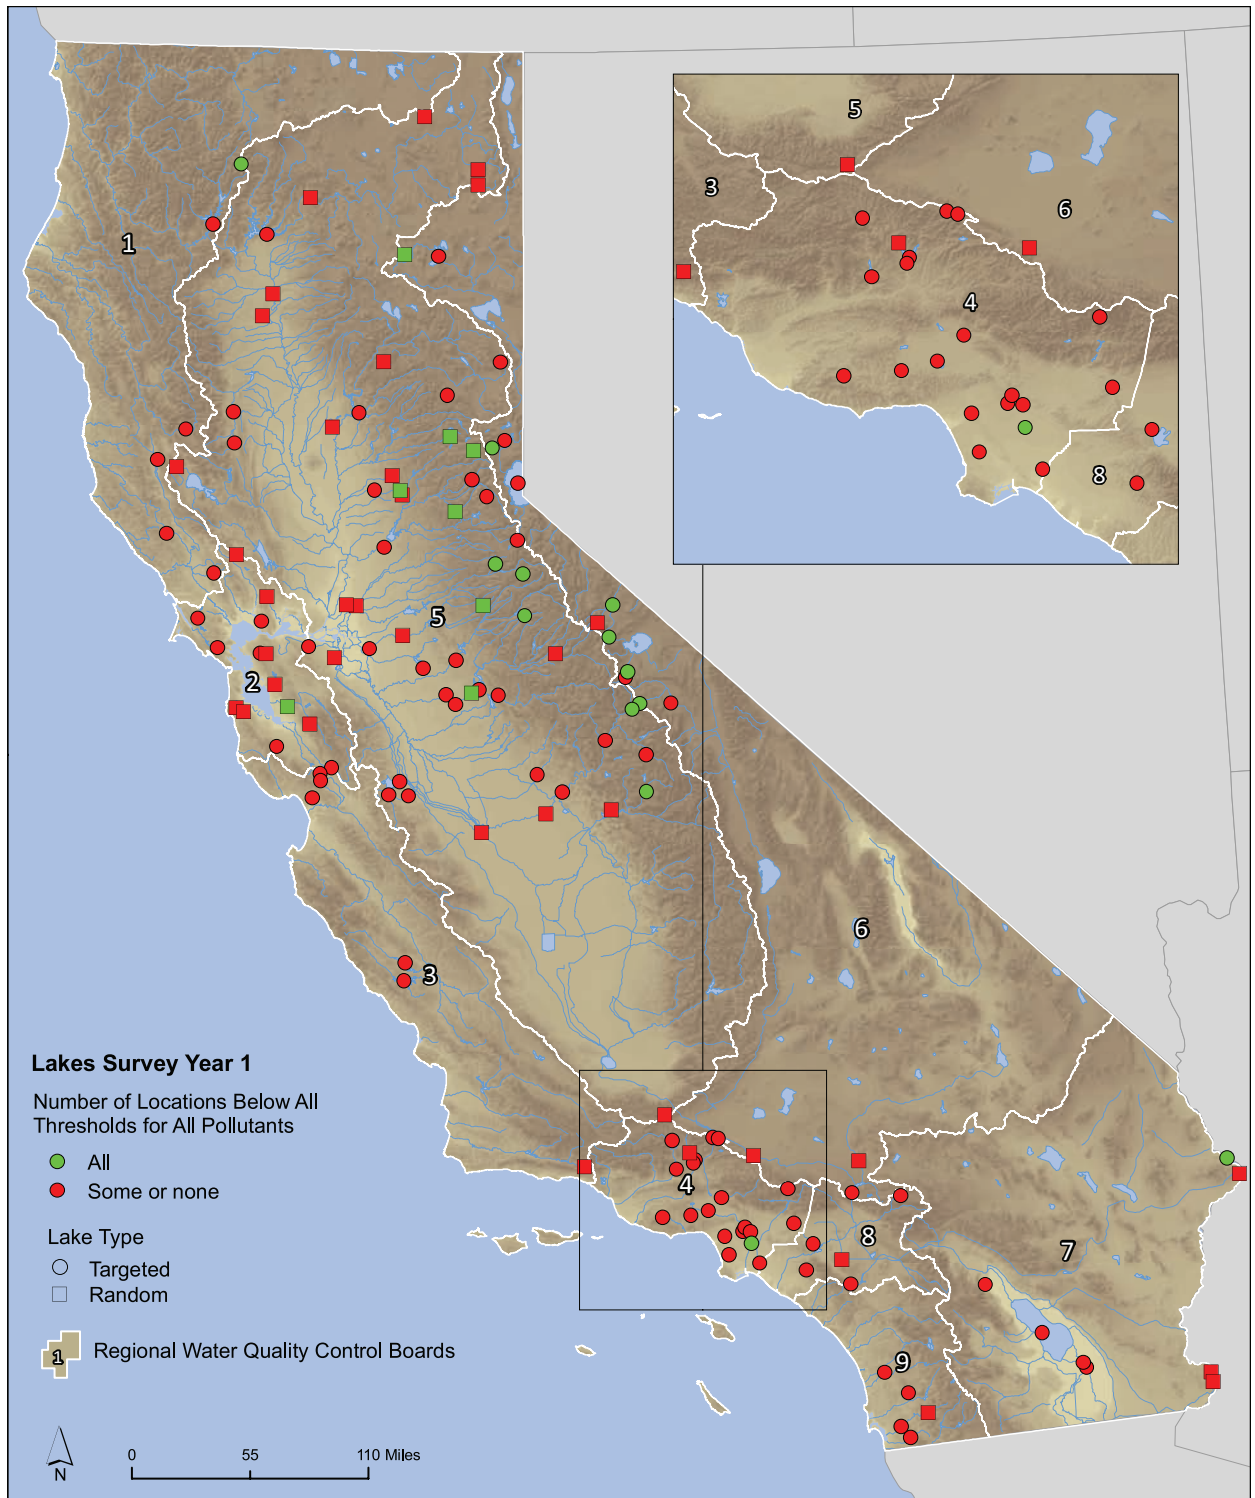 5
3
6
4
8
1
5
2
6
3
4
8
7
9
Lakes Survey Year 1
Number of Locations Below All
Thresholds for All Pollutants
All
Some or none
Lake Type
Targeted
Random
1 Regional Water Quality Control Boards
N
0 55 110 Miles